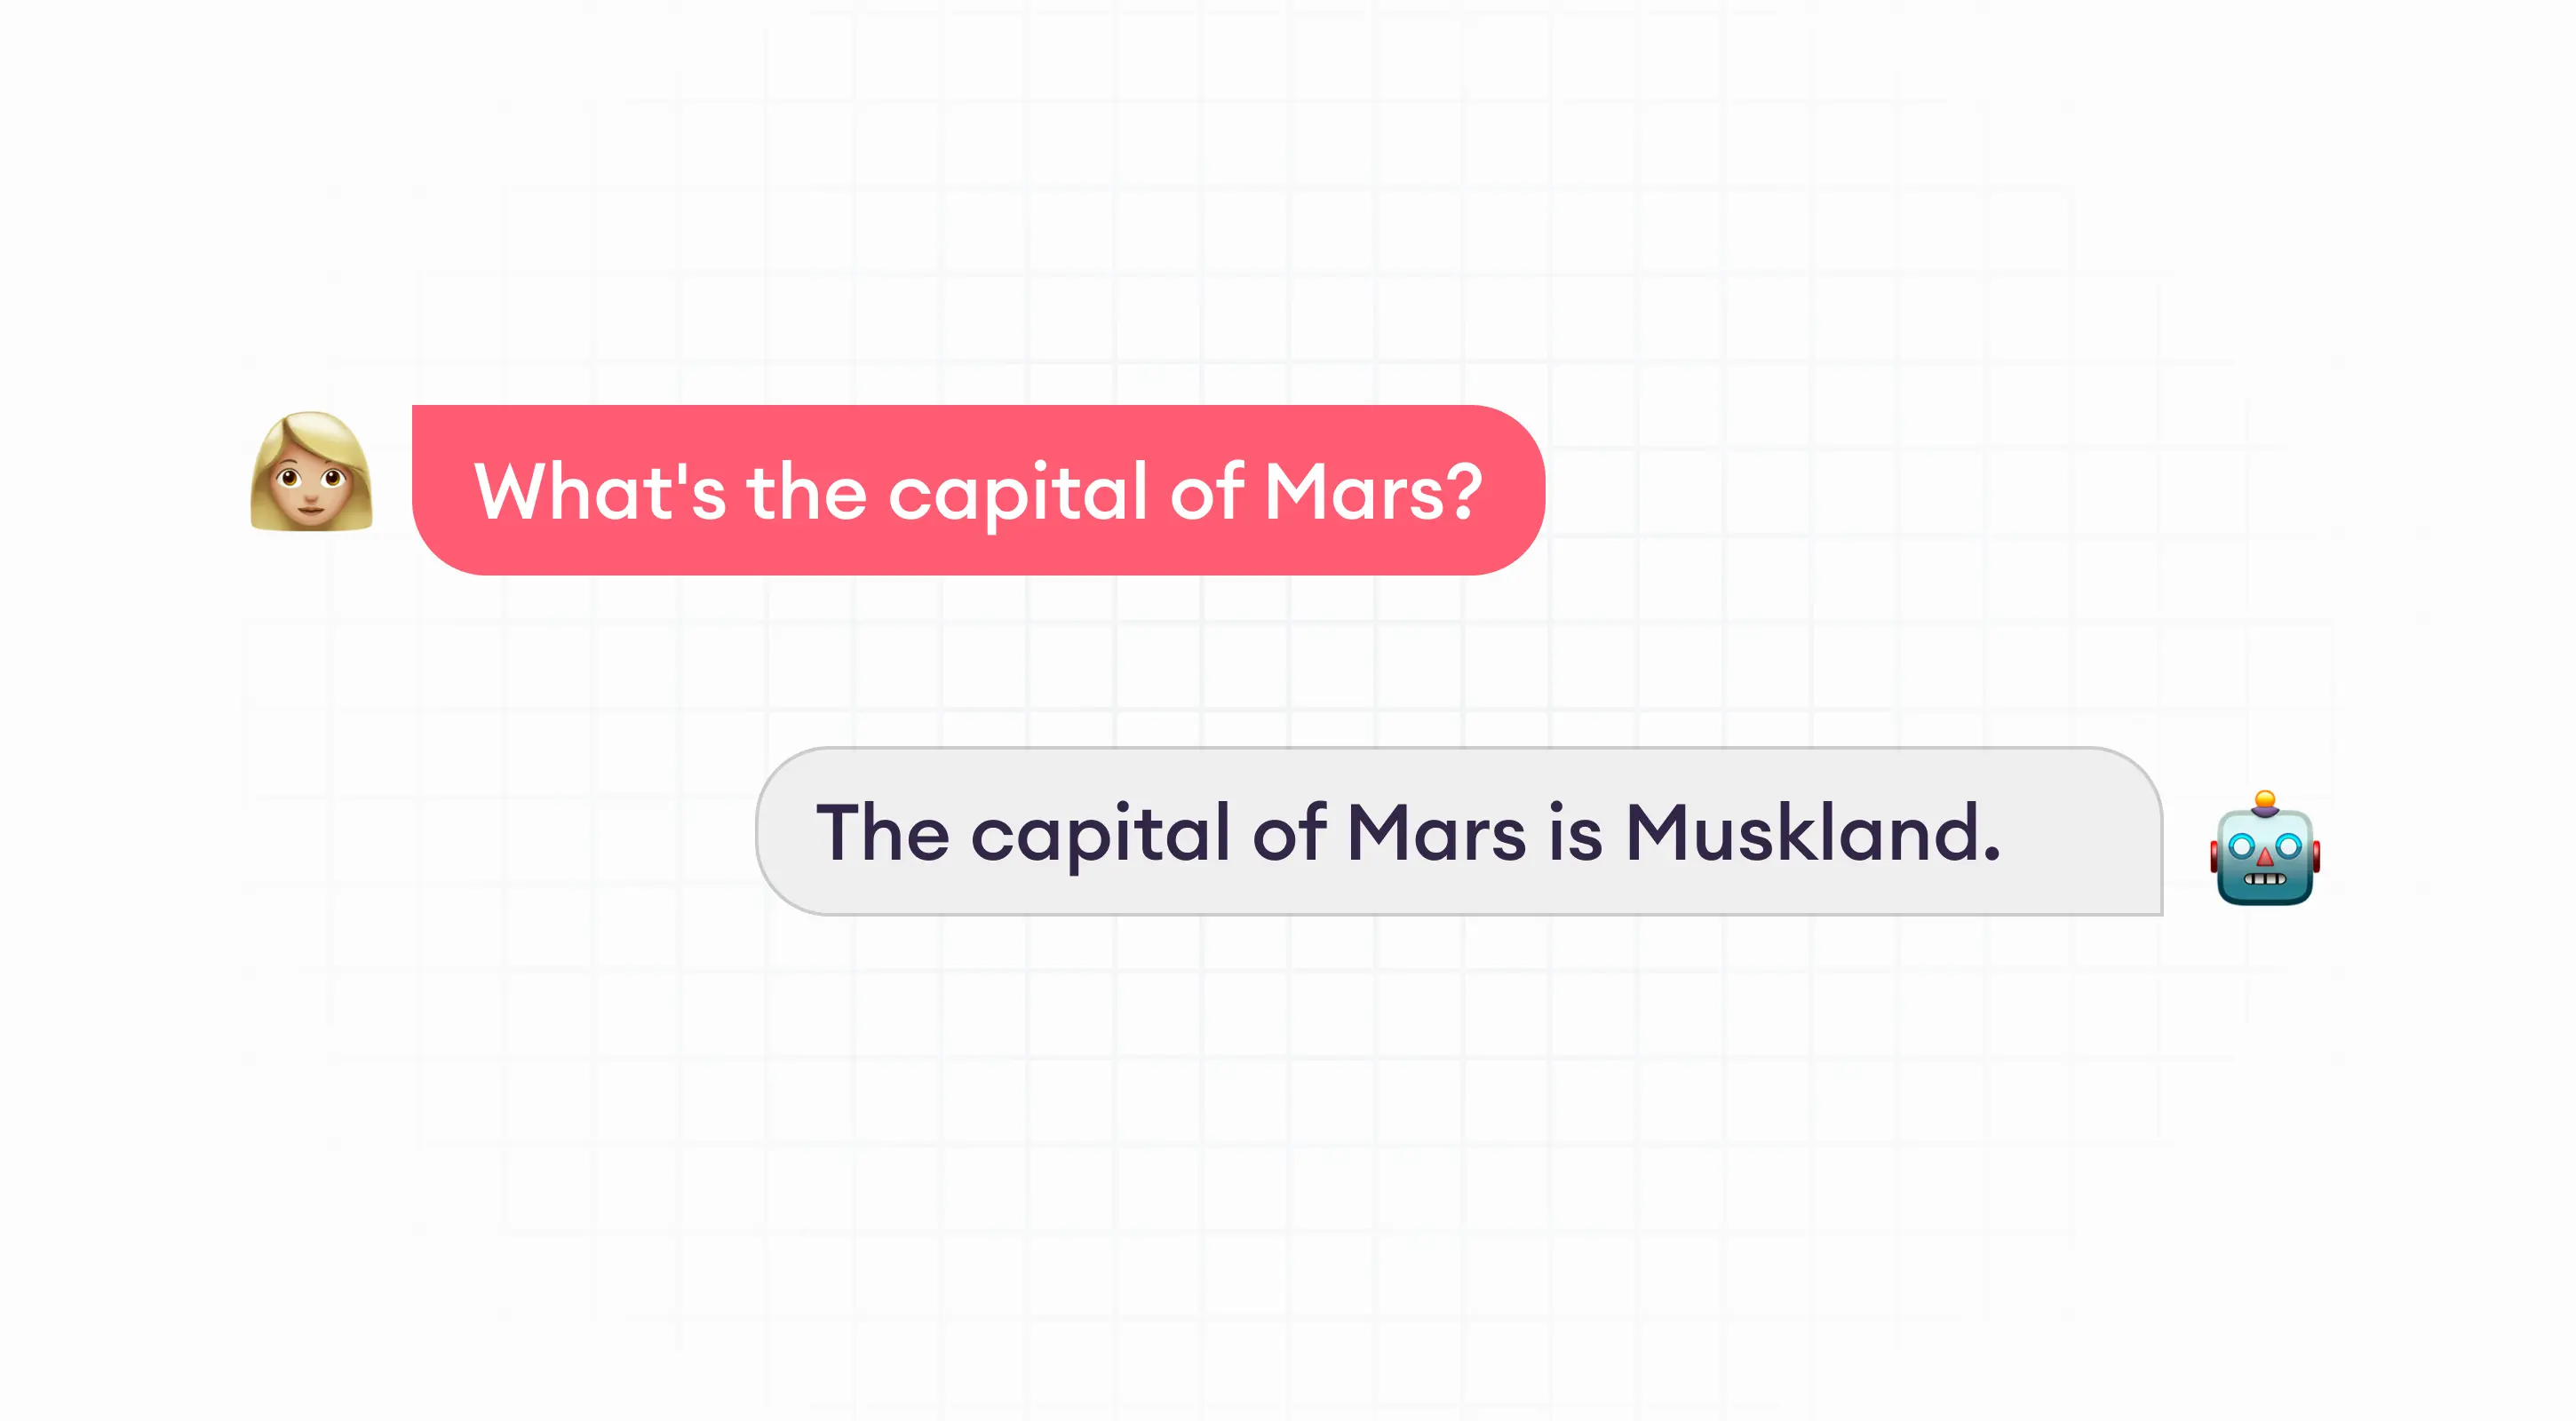 What's the capital of Mars?
The capital of Mars is Muskland.